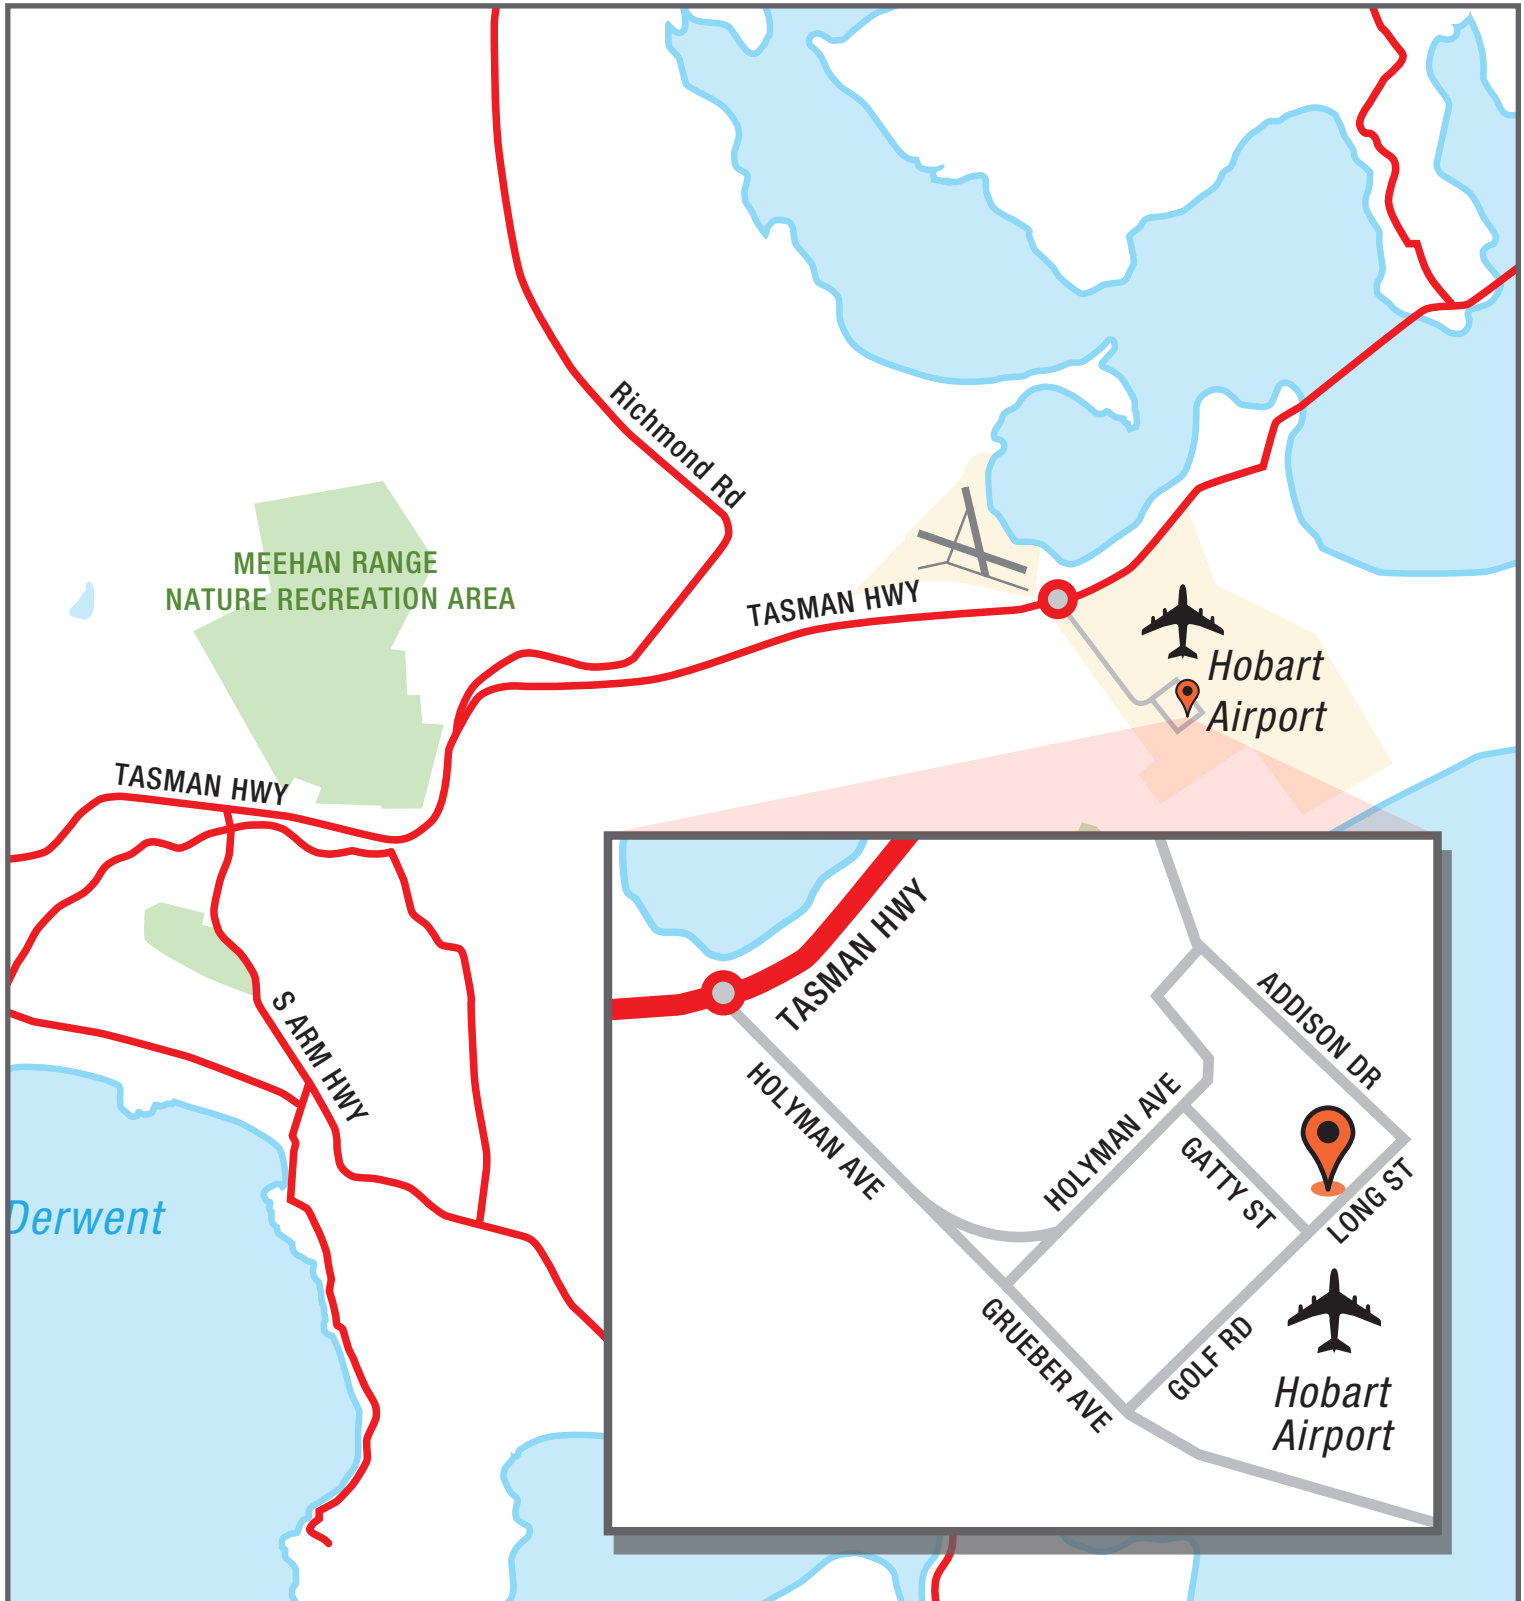 Richmond Rd
MEEHAN RANGE
NATURE RECREATION AREA
TASMAN HWY
Hobart
Airport
TASMAN HWY
S ARM HWY
Derwent
TASMAN HWY
ADDISON DR
HOLYMAN AVE
HOLYMAN AVE
GATTY ST
LONG ST
GRUEBER AVE
GOLF RD
Hobart
Airport